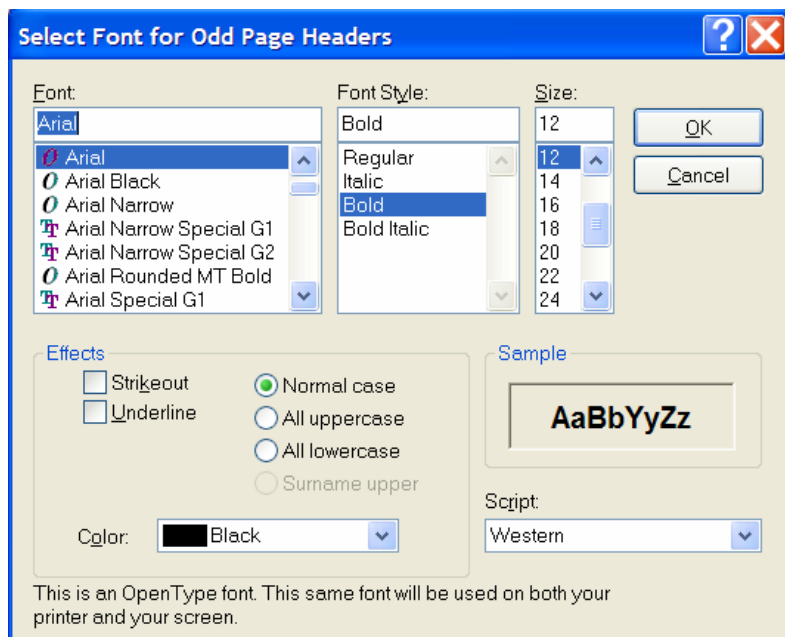 Select Font for Odd Page Headers
Font:
Arial
Arial
Arial Black
Arial Narrow
Arial Narrow Special G1
Arial Narrow Special G2
Arial Rounded MT Bold
Arial Special G1
Font Style:
Bold
Regular
Italic
Bold
Bold Italic
Size:
12
12
14
16
18
20
22
24
OK
Cancel
Effects
Strikeout
Underline
Normal case
All uppercase
All lowercase
Surname upper
Color:
Black
Sample
AaBbYyZz
Script:
Western
This is an OpenType font. This same font will be used on both your
printer and your screen.